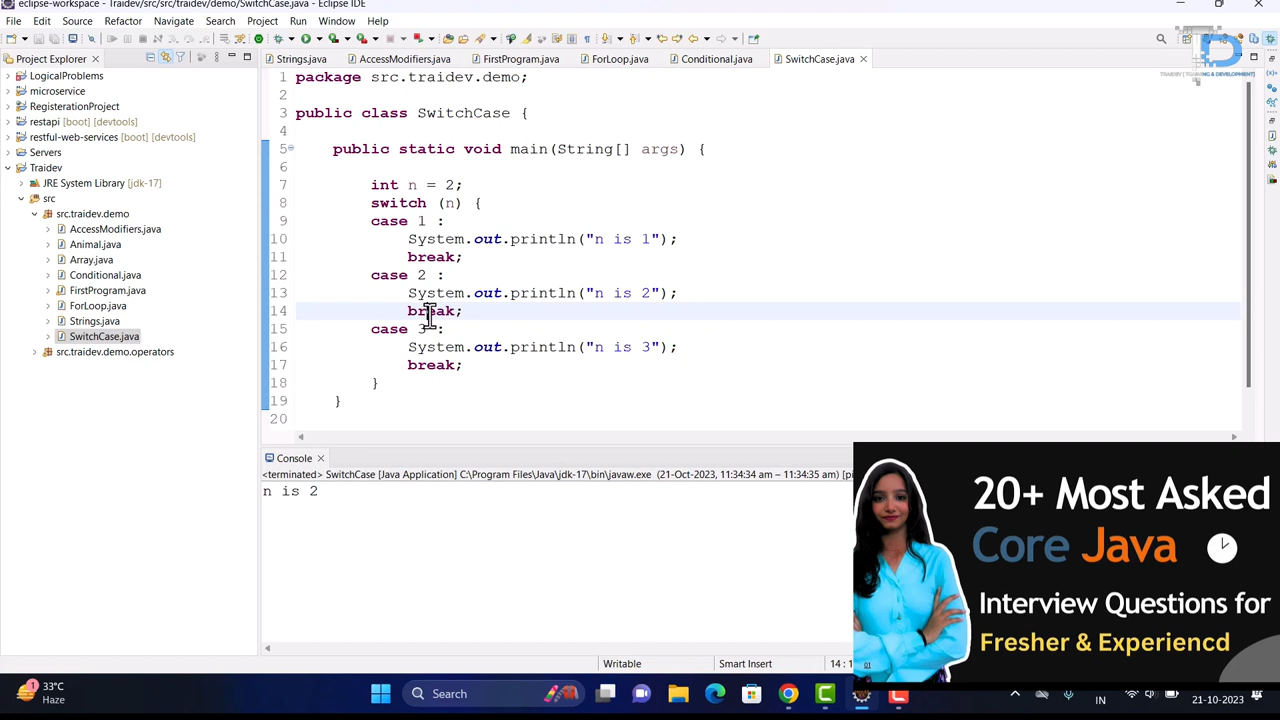 eclipse-workspace - Traidev/src/src/traidev/demo/SwitchCase.java - Eclipse IDE
File Edit Source Refactor Navigate Search Project Run Window Help
Project Explorer
Strings.java AccessModifiers.java FirstProgram.java ForLoop.java Conditional.java SwitchCase.java
LogicalProblems
microservice
RegisterationProject
restapi [boot] [devtools]
restful-web-services [boot] [devtools]
Servers
Traidev
JRE System Library [jdk-17]
src
src.traidev.demo
AccessModifiers.java
Animal.java
Array.java
Conditional.java
FirstProgram.java
ForLoop.java
Strings.java
SwitchCase.java
src.traidev.demo.operators
1 package src.traidev.demo;
2
3 public class SwitchCase {
4
5 public static void main(String[] args) {
6
7 int n = 2;
8 switch (n) {
9 case 1 :
10 System.out.println("n is 1");
11 break;
12 case 2 :
13 System.out.println("n is 2");
14 break;
15 case 3 :
16 System.out.println("n is 3");
17 break;
18 }
19 }
20
TRAIDEV [TRAINING & DEVELOPMENT]
Console
<terminated> SwitchCase [Java Application] C:\Program Files\Java\jdk-17\bin\javaw.exe (21-Oct-2023, 11:34:34 am – 11:34:35 am) [pi
n is 2
20+ Most Asked
Core Java
Interview Questions for
Fresher & Experiencd
01
Writable Smart Insert 14 : 1
33°C
Haze
Search
IN
21-10-2023